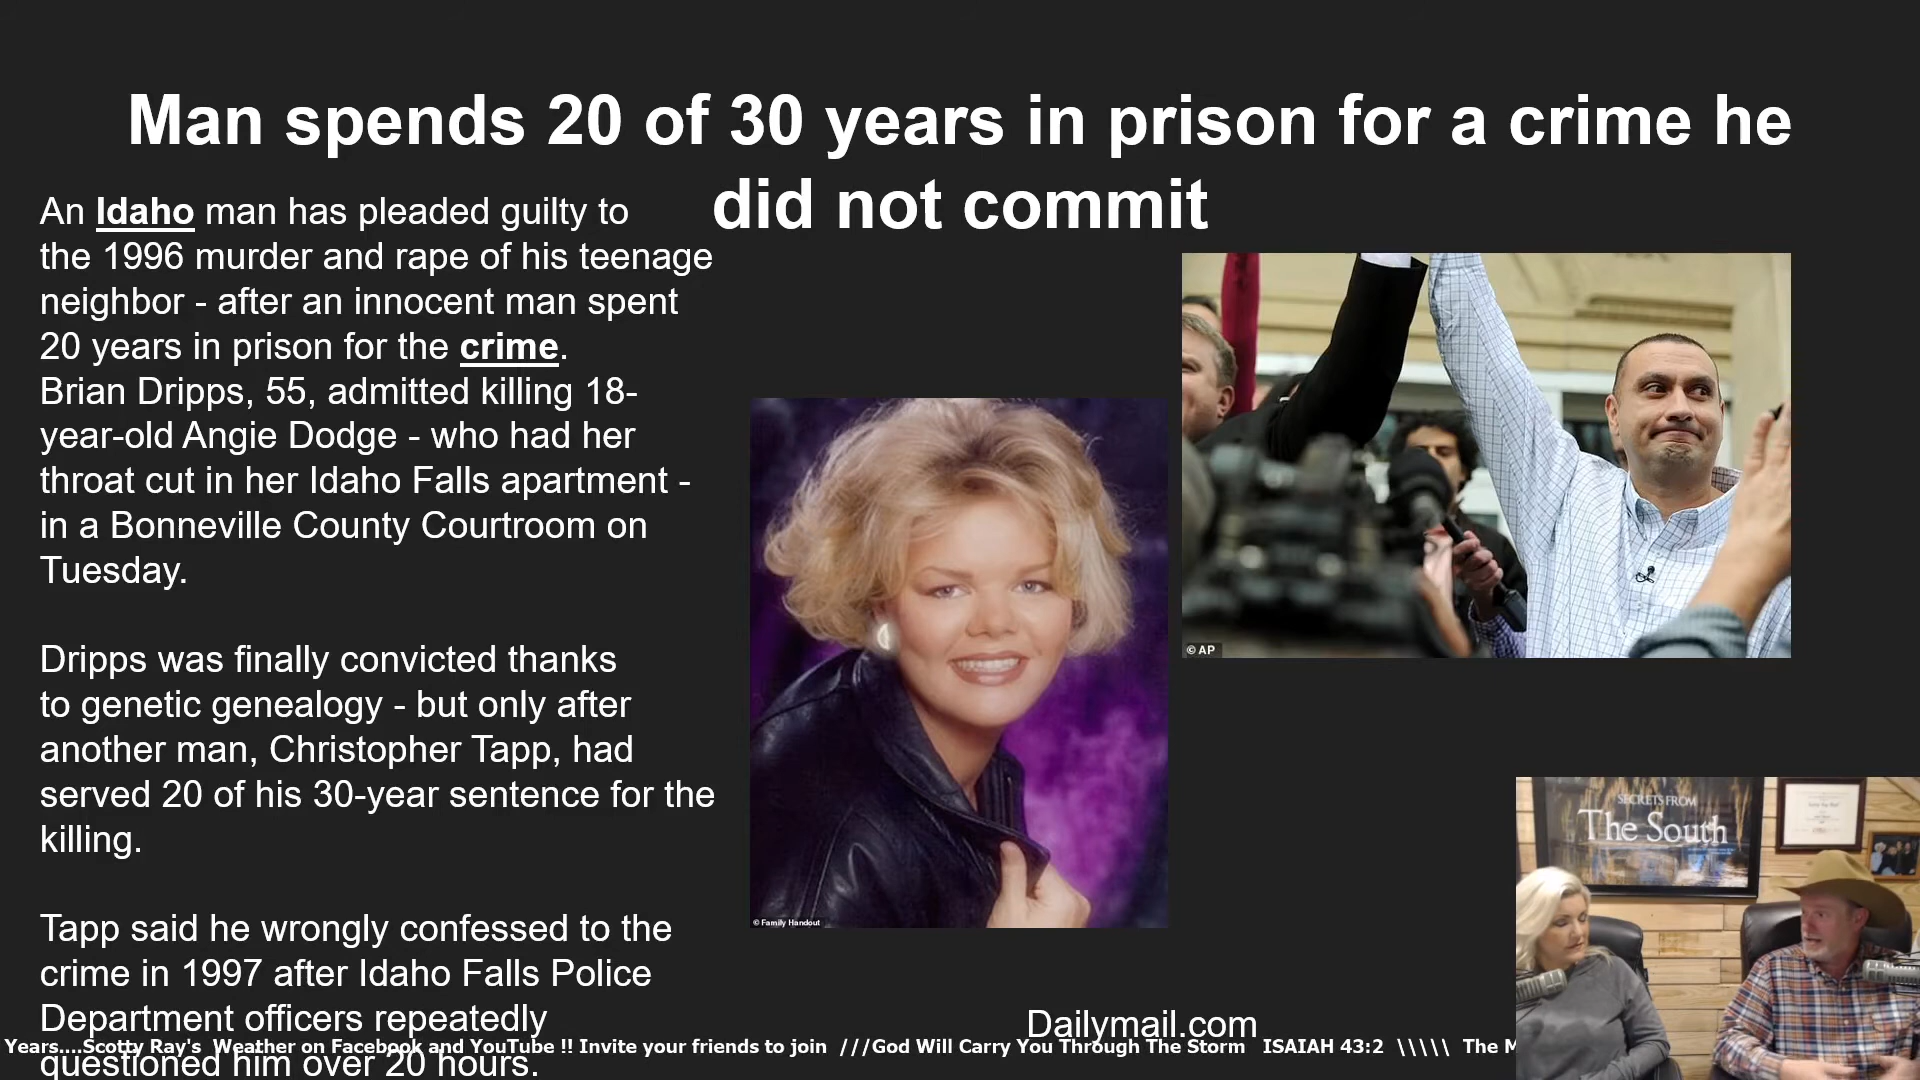 Man spends 20 of 30 years in prison for a crime he
did not commit
An Idaho man has pleaded guilty to
the 1996 murder and rape of his teenage
neighbor - after an innocent man spent
20 years in prison for the crime.
Brian Dripps, 55, admitted killing 18-
year-old Angie Dodge - who had her
throat cut in her Idaho Falls apartment -
in a Bonneville County Courtroom on
Tuesday.
Dripps was finally convicted thanks
to genetic genealogy - but only after
another man, Christopher Tapp, had
served 20 of his 30-year sentence for the
killing.
Tapp said he wrongly confessed to the
crime in 1997 after Idaho Falls Police
Department officers repeatedly
questioned him over 20 hours.
© Family Handout
© AP
Dailymail.com
SECRETS FROM
The South
Years....Scotty Ray's Weather on Facebook and YouTube !! Invite your friends to join ///God Will Carry You Through The Storm ISAIAH 43:2 \\\\\ The M